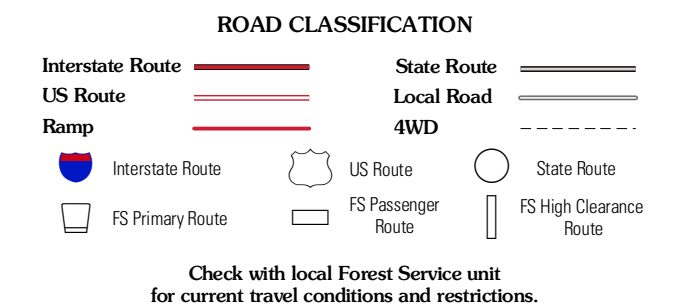 ROAD CLASSIFICATION
Interstate Route
State Route
US Route
Local Road
Ramp
4WD
Interstate Route
US Route
State Route
FS Primary Route
FS Passenger
Route
FS High Clearance
Route
Check with local Forest Service unit
for current travel conditions and restrictions.